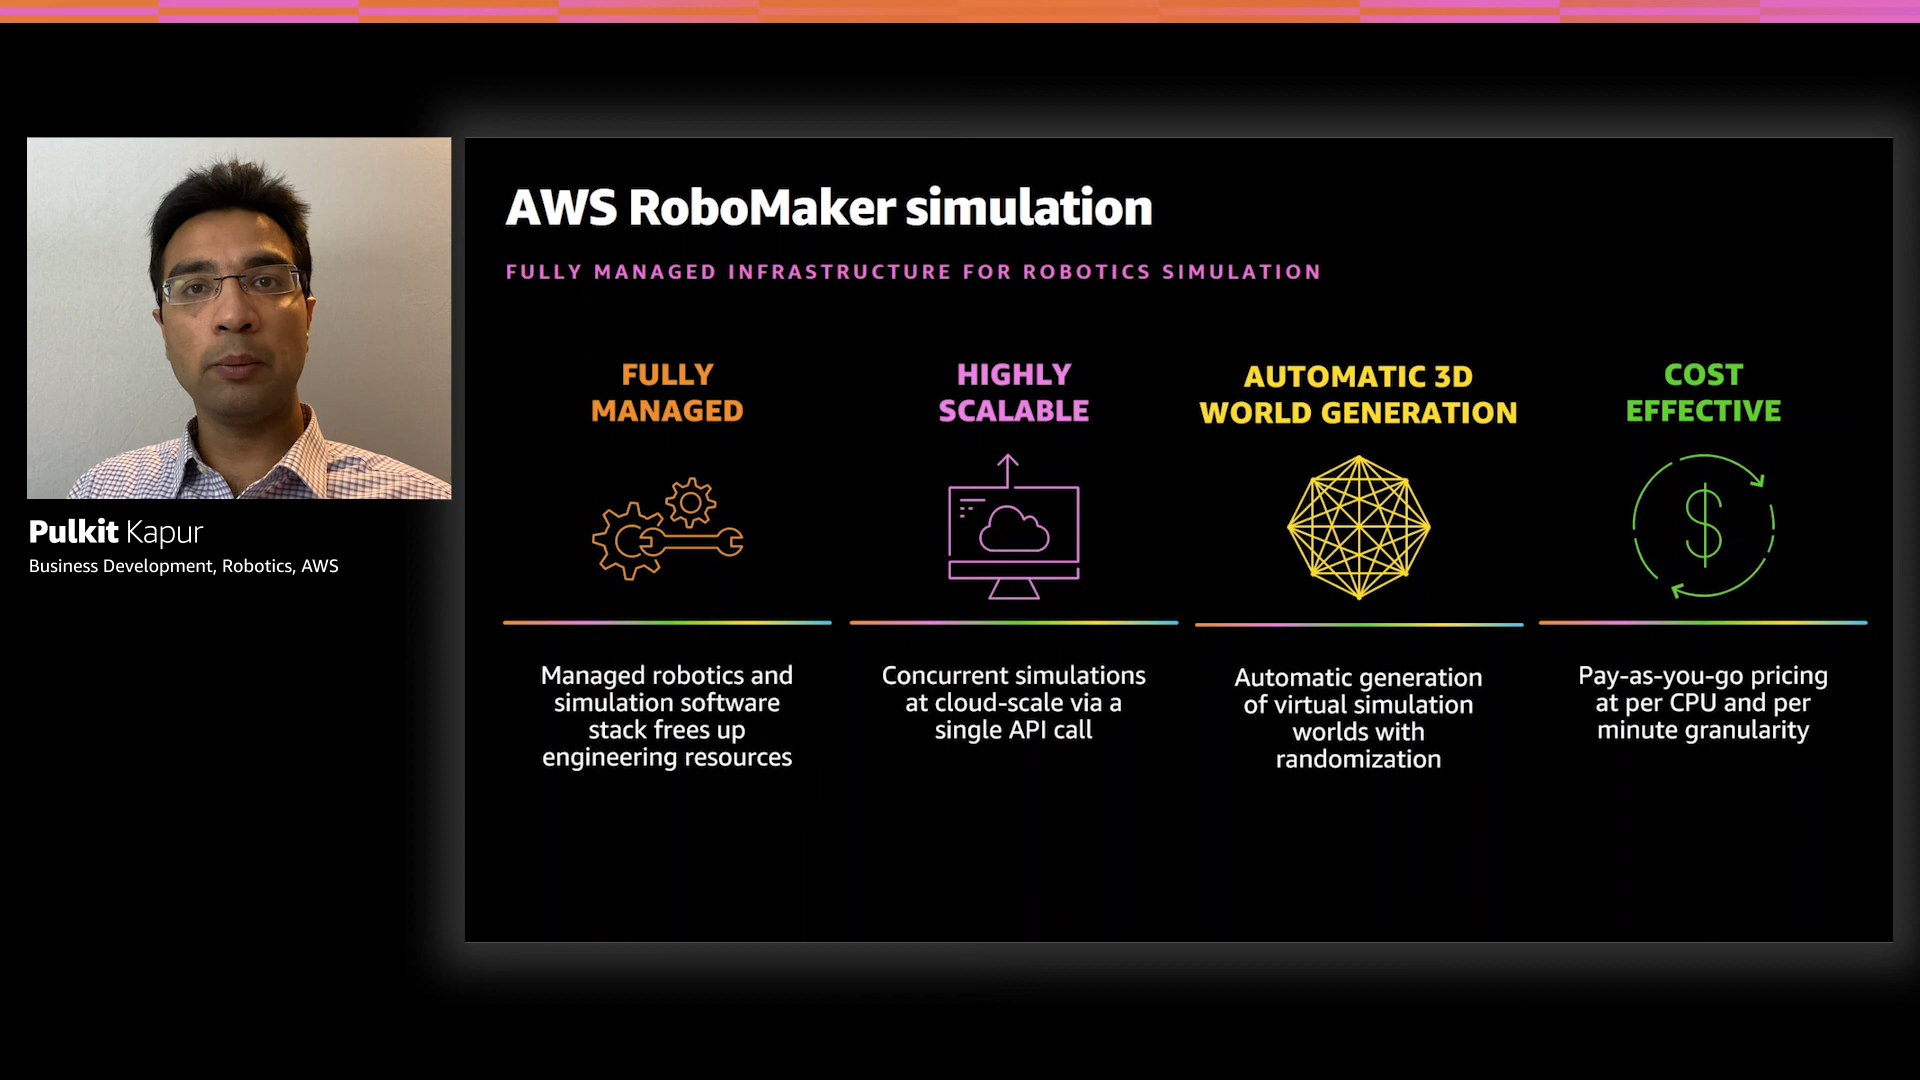 AWS RoboMaker simulation
FULLY MANAGED INFRASTRUCTURE FOR ROBOTICS SIMULATION
Pulkit Kapur
Business Development, Robotics, AWS
FULLY
MANAGED
Managed robotics and
simulation software
stack frees up
engineering resources
HIGHLY
SCALABLE
Concurrent simulations
at cloud-scale via a
single API call
AUTOMATIC 3D
WORLD GENERATION
Automatic generation
of virtual simulation
worlds with
randomization
COST
EFFECTIVE
$
Pay-as-you-go pricing
at per CPU and per
minute granularity